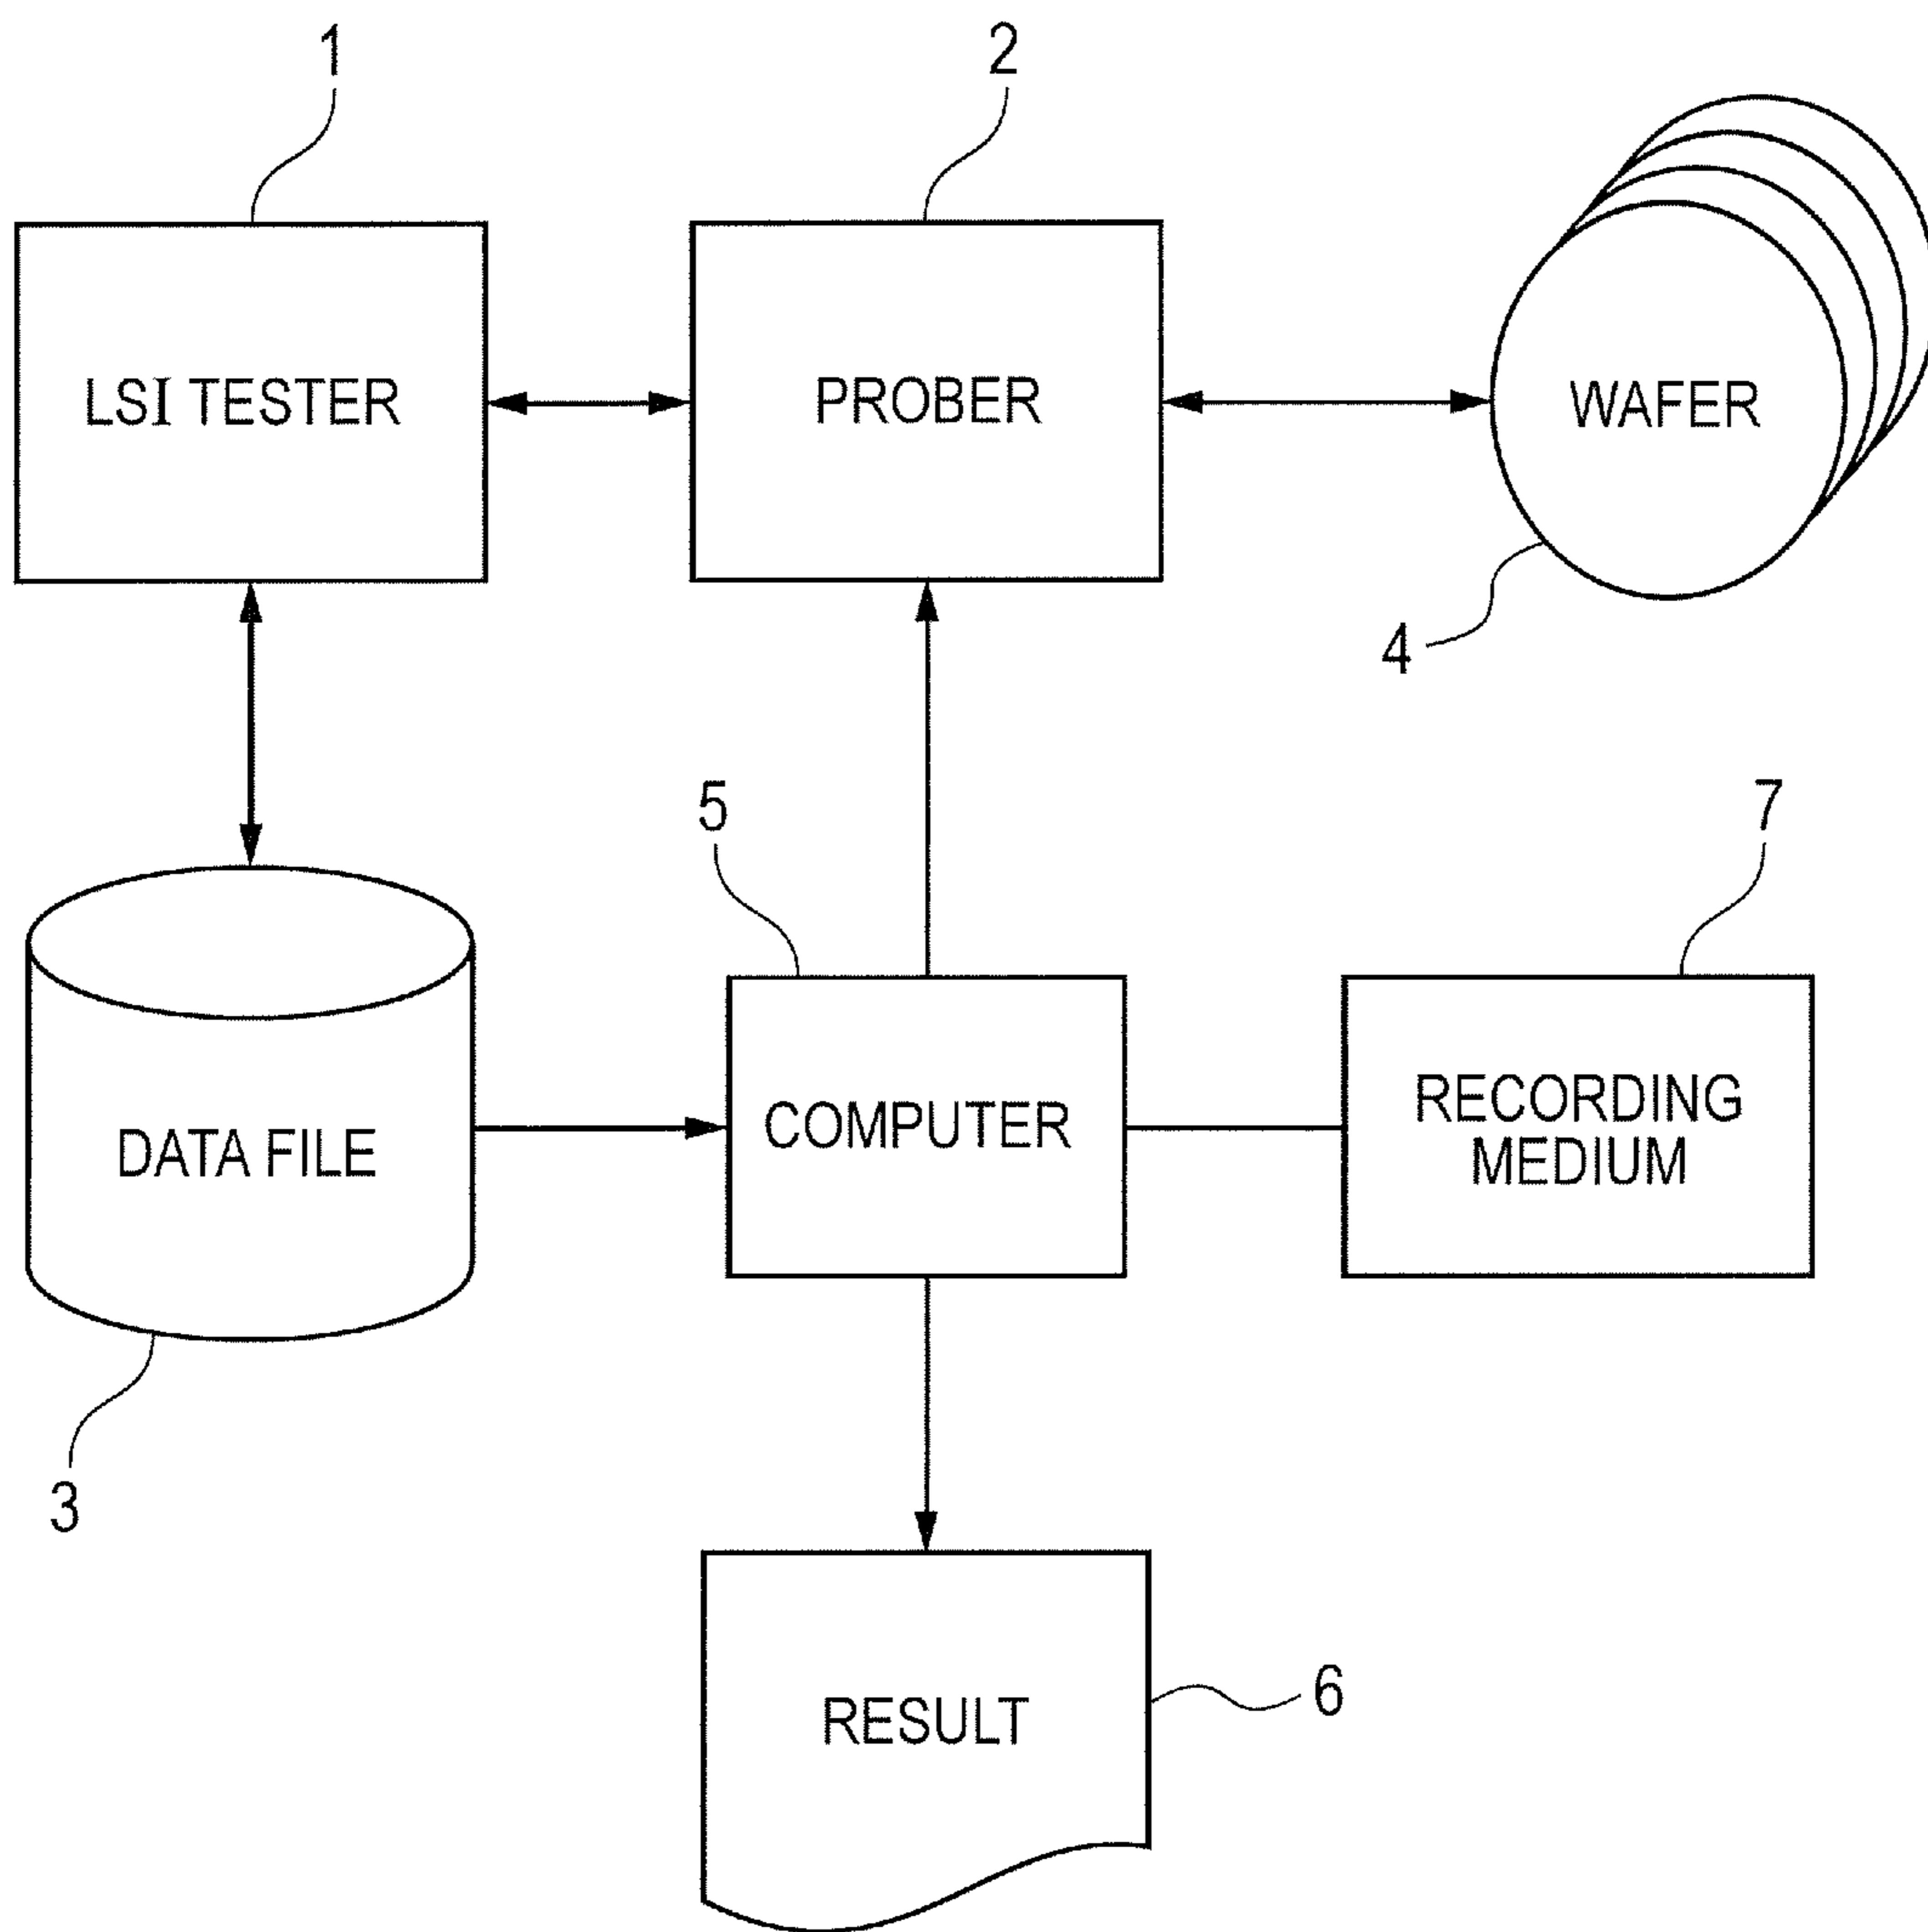 1
2
LSI TESTER
PROBER
WAFER
4
5
7
DATA FILE
COMPUTER
RECORDING
MEDIUM
3
RESULT
6